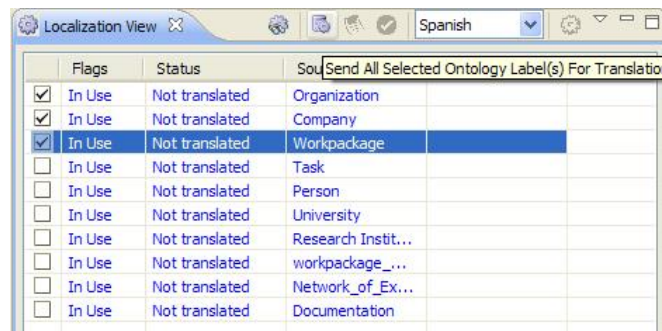 Localization View Spanish
Flags Status Sou
Send All Selected Ontology Label(s) For Translatio
In Use Not translated Organization
In Use Not translated Company
In Use Not translated Workpackage
In Use Not translated Task
In Use Not translated Person
In Use Not translated University
In Use Not translated Research Instit...
In Use Not translated workpackage_...
In Use Not translated Network_of_Ex...
In Use Not translated Documentation